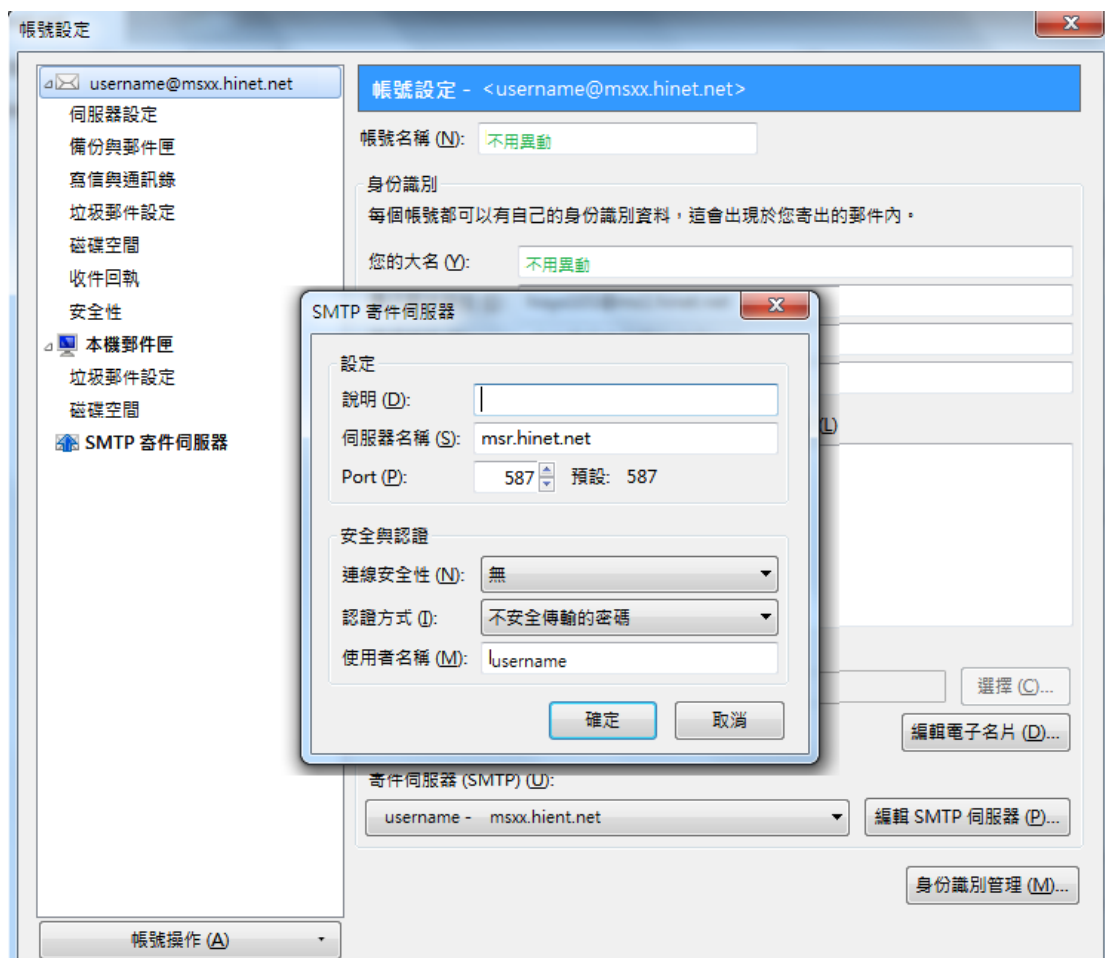 帳號設定
username@msxx.hinet.net
伺服器設定
備份與郵件匣
寫信與通訊錄
垃圾郵件設定
磁碟空間
收件回執
安全性
本機郵件匣
垃圾郵件設定
磁碟空間
SMTP 寄件伺服器
帳號操作 (A)
帳號設定 - <username@msxx.hinet.net>
帳號名稱 (N): 不用異動
身份識別
每個帳號都可以有自己的身份識別資料，這會出現於您寄出的郵件內。
您的大名 (Y): 不用異動
(L)
SMTP 寄件伺服器
設定
說明 (D):
伺服器名稱 (S): msr.hinet.net
Port (P): 587 預設: 587
安全與認證
連線安全性 (N): 無
認證方式 (I): 不安全傳輸的密碼
使用者名稱 (M): username
確定 取消
選擇 (C)...
編輯電子名片 (D)...
寄件伺服器 (SMTP) (U):
username - msxx.hient.net 編輯 SMTP 伺服器 (P)...
身份識別管理 (M)...